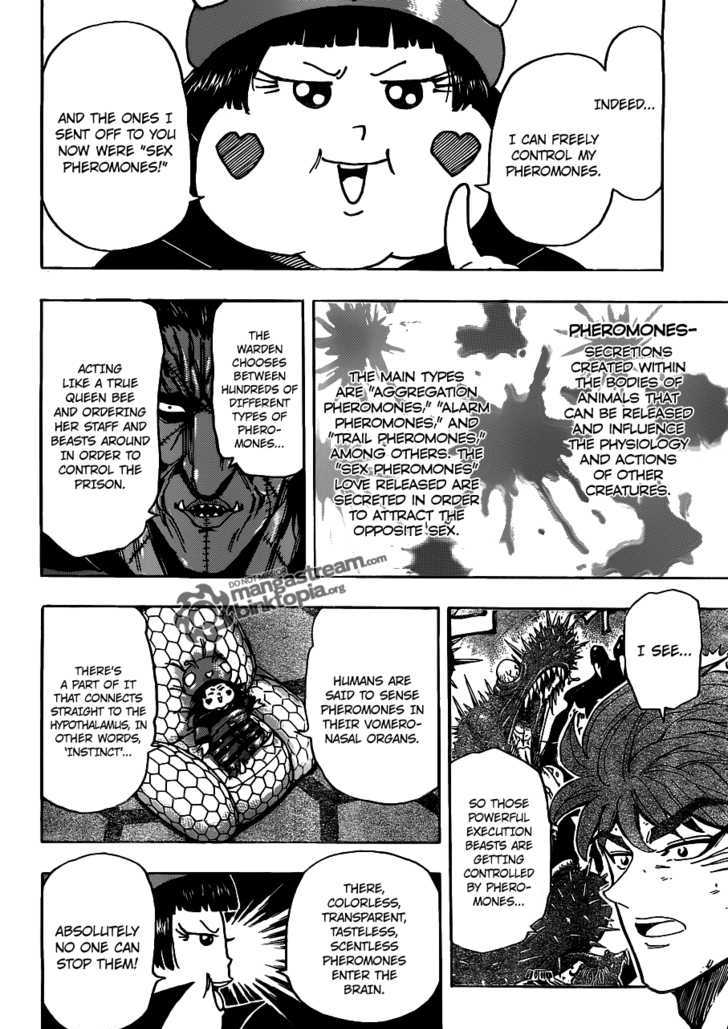 INDEED...
I CAN FREELY
CONTROL MY
PHEROMONES.
AND THE ONES I
SENT OFF TO YOU
NOW WERE "SEX
PHEROMONES!"
PHEROMONES-
SECRETIONS
CREATED WITHIN
THE BODIES OF
ANIMALS THAT
CAN BE RELEASED
AND INFLUENCE
THE PHYSIOLOGY
AND ACTIONS
OF OTHER
CREATURES.
THE MAIN TYPES
ARE "AGGREGATION
PHEROMONES," "ALARM
PHEROMONES," AND
"TRAIL PHEROMONES,"
AMONG OTHERS. THE
"SEX PHEROMONES"
LOVE RELEASED ARE
SECRETED IN ORDER
TO ATTRACT THE
OPPOSITE SEX.
THE
WARDEN
CHOOSES
BETWEEN
HUNDREDS OF
DIFFERENT
TYPES OF
PHERO-
MONES...
ACTING
LIKE A TRUE
QUEEN BEE
AND ORDERING
HER STAFF AND
BEASTS AROUND
IN ORDER TO
CONTROL THE
PRISON.
DO NOT MIRROR
mangastream.com
binktopia.org
I SEE...
SO THOSE
POWERFUL
EXECUTION
BEASTS ARE
GETTING
CONTROLLED
BY PHERO-
MONES...
HUMANS ARE
SAID TO SENSE
PHEROMONES IN
THEIR VOMERO-
NASAL ORGANS.
THERE'S
A PART OF IT
THAT CONNECTS
STRAIGHT TO THE
HYPOTHALAMUS, IN
OTHER WORDS,
'INSTINCT'...
THERE,
COLORLESS,
TRANSPARENT,
TASTELESS,
SCENTLESS
PHEROMONES
ENTER THE
BRAIN.
ABSOLUTELY
NO ONE CAN
STOP THEM!